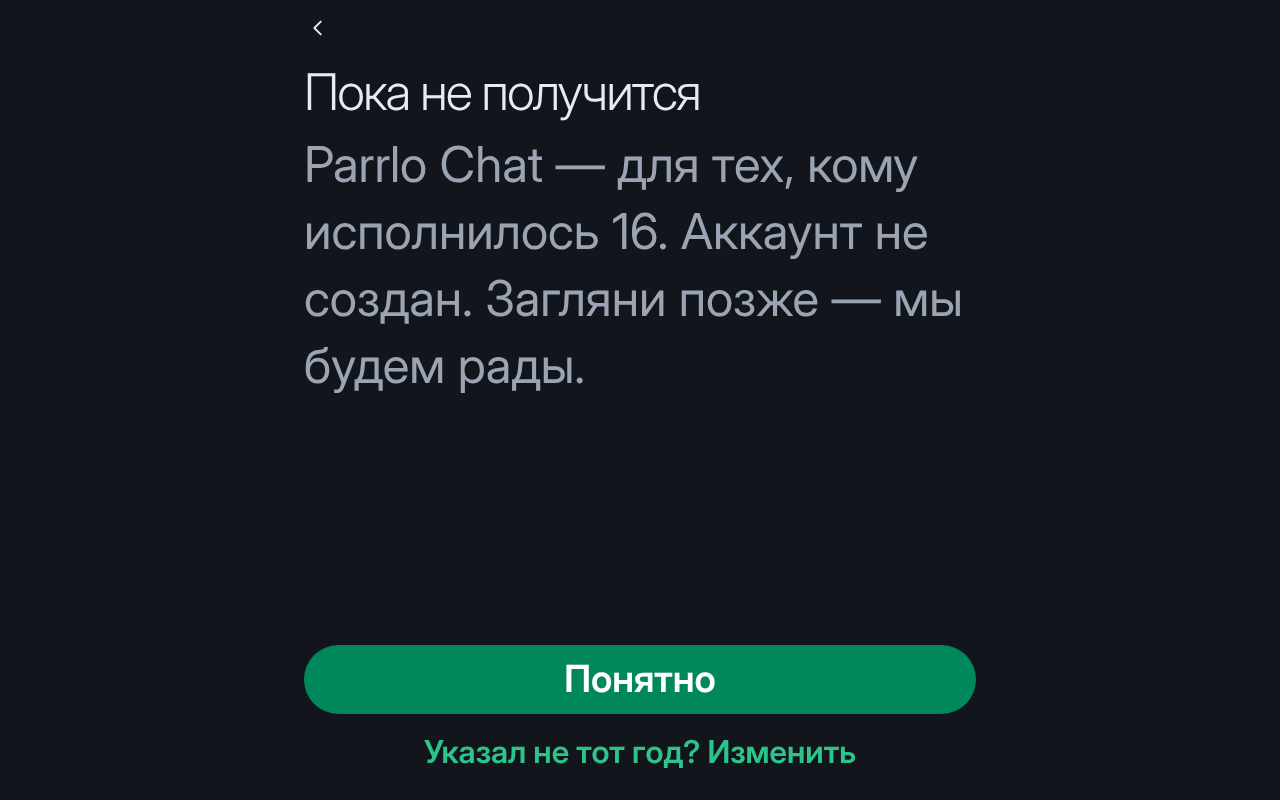 Пока не получится
Parrlo Chat — для тех, кому
исполнилось 16. Аккаунт не
создан. Загляни позже — мы
будем рады.
Понятно
Указал не тот год? Изменить